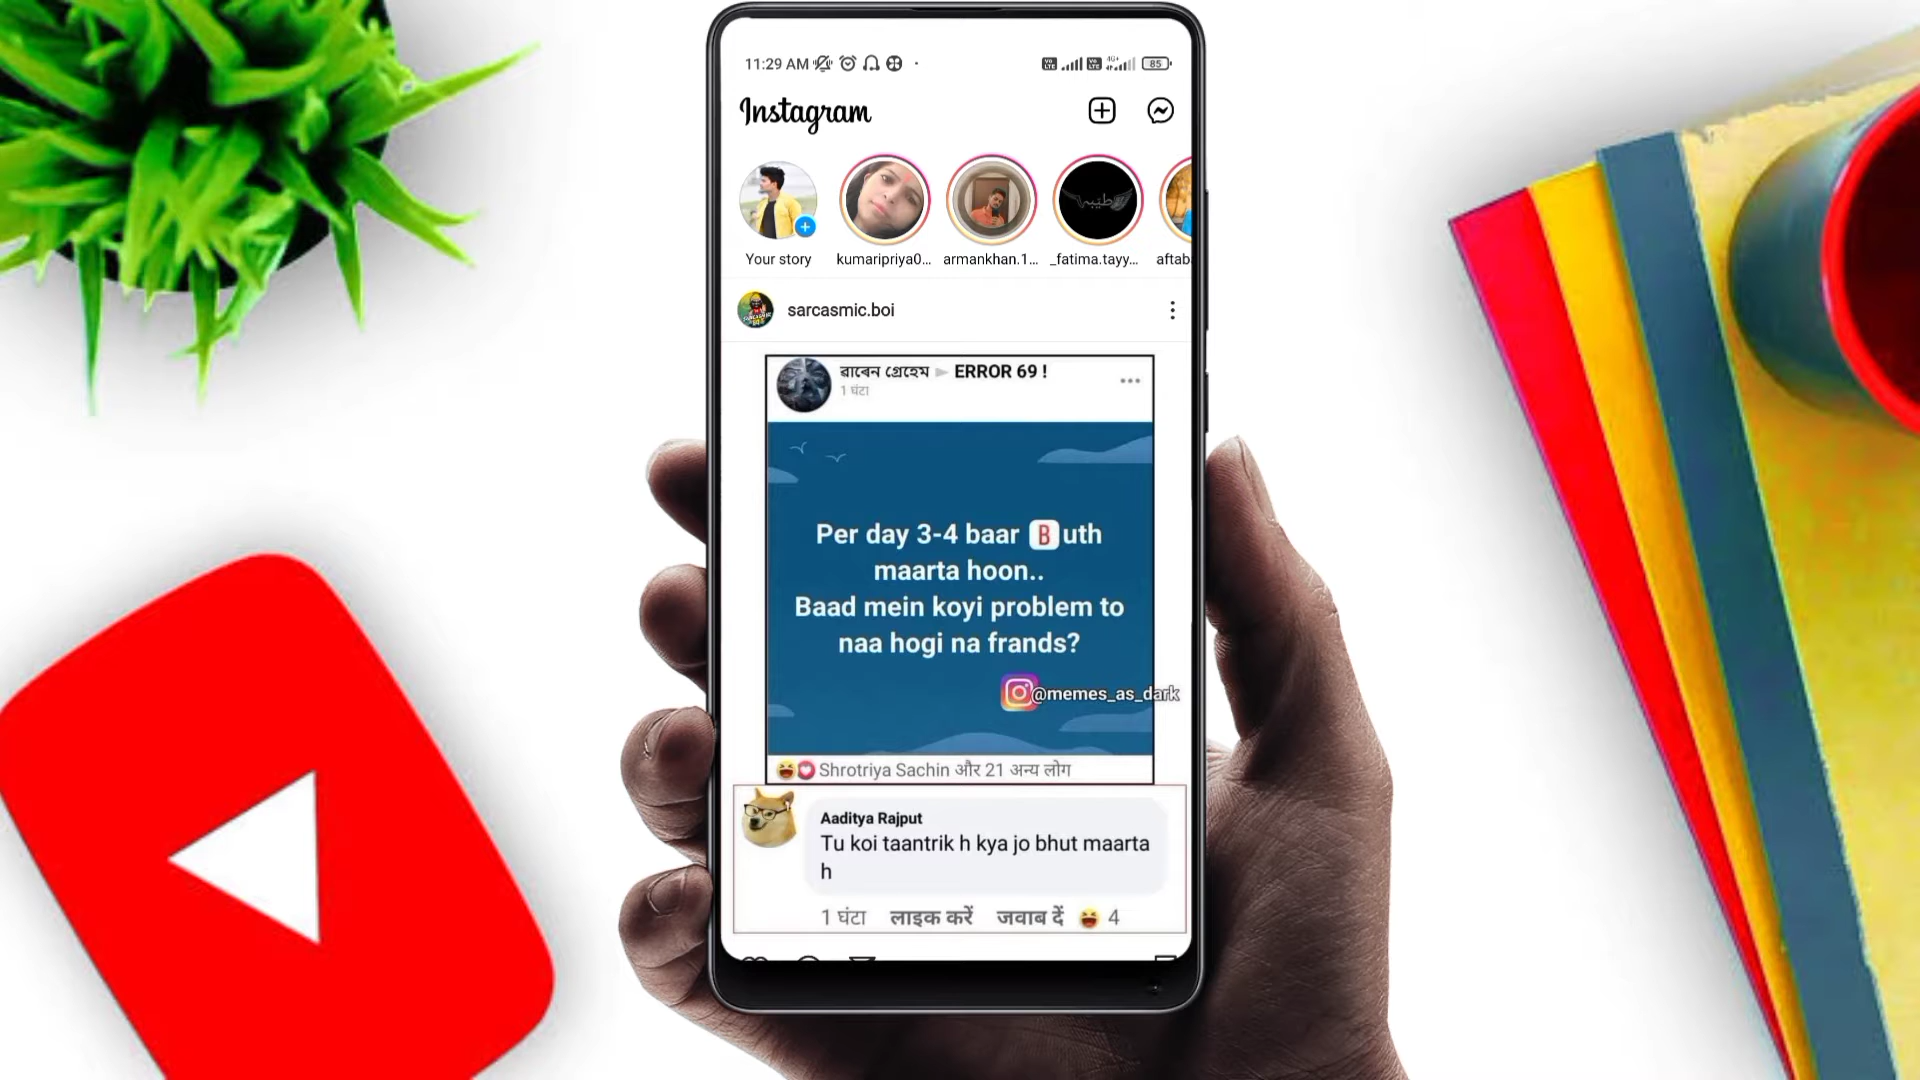 11:29 AM
85
Instagram
Your story
kumaripriya0...
armankhan.1...
_fatima.tayy...
aftab
sarcasmic.boi
ৱাৰেন গ্ৰেহেম ▶ ERROR 69 !
1 घंटा
Per day 3-4 baar Buth
maarta hoon..
Baad mein koyi problem to
naa hogi na frands?
@memes_as_dark
Shrotriya Sachin और 21 अन्य लोग
Aaditya Rajput
Tu koi taantrik h kya jo bhut maarta
h
1 घंटा लाइक करें जवाब दें 4